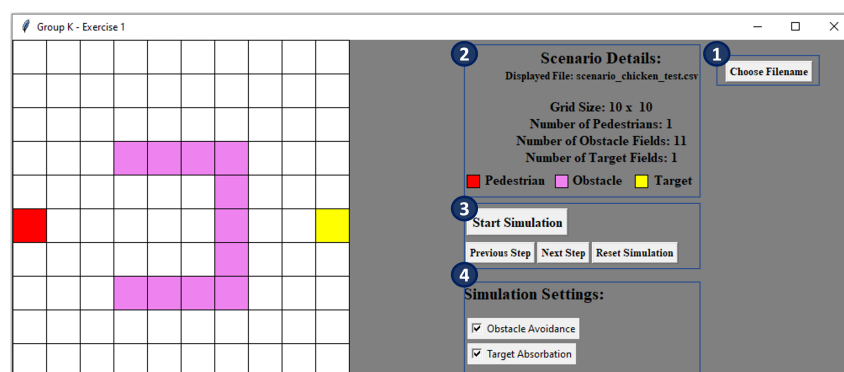 Group K - Exercise 1
1
Choose Filename
2
Scenario Details:
Displayed File: scenario_chicken_test.csv
Grid Size: 10 x  10
Number of Pedestrians: 1
Number of Obstacle Fields: 11
Number of Target Fields: 1
Pedestrian Obstacle Target
3
Start Simulation
Previous Step Next Step Reset Simulation
4
Simulation Settings:
Obstacle Avoidance
Target Absorbation